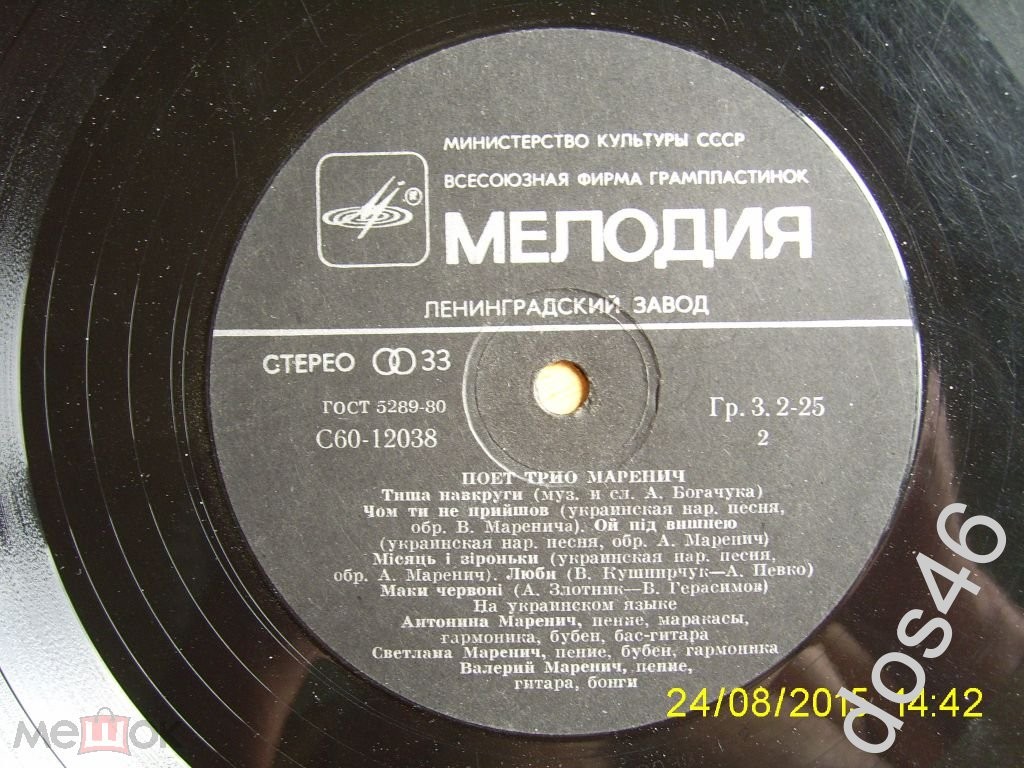 МИНИСТЕРСТВО КУЛЬТУРЫ СССР
ВСЕСОЮЗНАЯ ФИРМА ГРАМПЛАСТИНОК
®
МЕЛОДИЯ
ЛЕНИНГРАДСКИЙ ЗАВОД
СТЕРЕО 33
ГОСТ 5289-80
Гр. 3. 2-25
С60-12038
2
ПОЕТ ТРИО МАРЕНИЧ
Тиша навкруги (муз. и сл. А. Богачука)
Чом ти не прийшов (украинская нар. песня,
обр. В. Маренича). Ой під вишнею
(украинская нар. песня, обр. А. Маренич)
Місяць і зіроньки (украинская нар. песня,
обр. А. Маренич). Люби (В. Кушнирчук—А. Певко)
Маки червоні (А. Злотник—В. Герасимов)
На украинском языке
Антонина Маренич, пение, маракасы,
гармоника, бубен, бас-гитара
Светлана Маренич, пение, бубен, гармоника
Валерий Маренич, пение,
гитара, бонги
24/08/2015 14:42
dos46
мешок